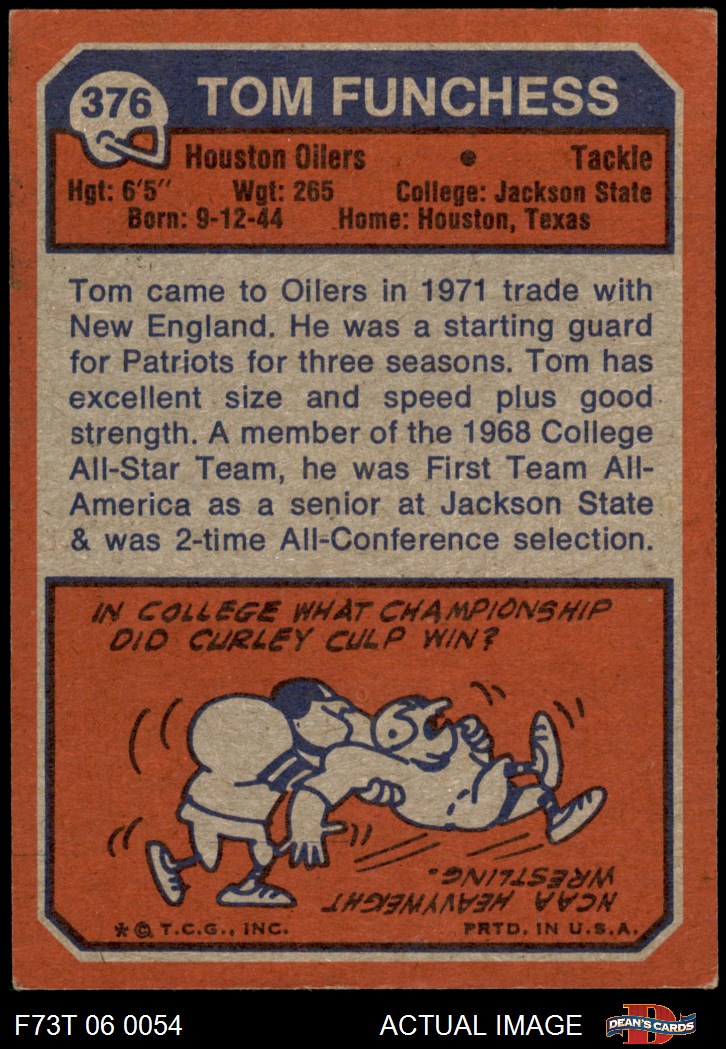 376
TOM FUNCHESS
Houston Oilers • Tackle
Hgt: 6'5" Wgt: 265 College: Jackson State
Born: 9-12-44 Home: Houston, Texas
Tom came to Oilers in 1971 trade with
New England. He was a starting guard
for Patriots for three seasons. Tom has
excellent size and speed plus good
strength. A member of the 1968 College
All-Star Team, he was First Team All-
America as a senior at Jackson State
& was 2-time All-Conference selection.
IN COLLEGE WHAT CHAMPIONSHIP
DID CURLEY CULP WIN?
NCAA HEAVYWEIGHT
WRESTLING.
*© T.C.G., INC. PRTD. IN U.S.A.
F73T 06 0054 ACTUAL IMAGE
D
DEAN'S CARDS